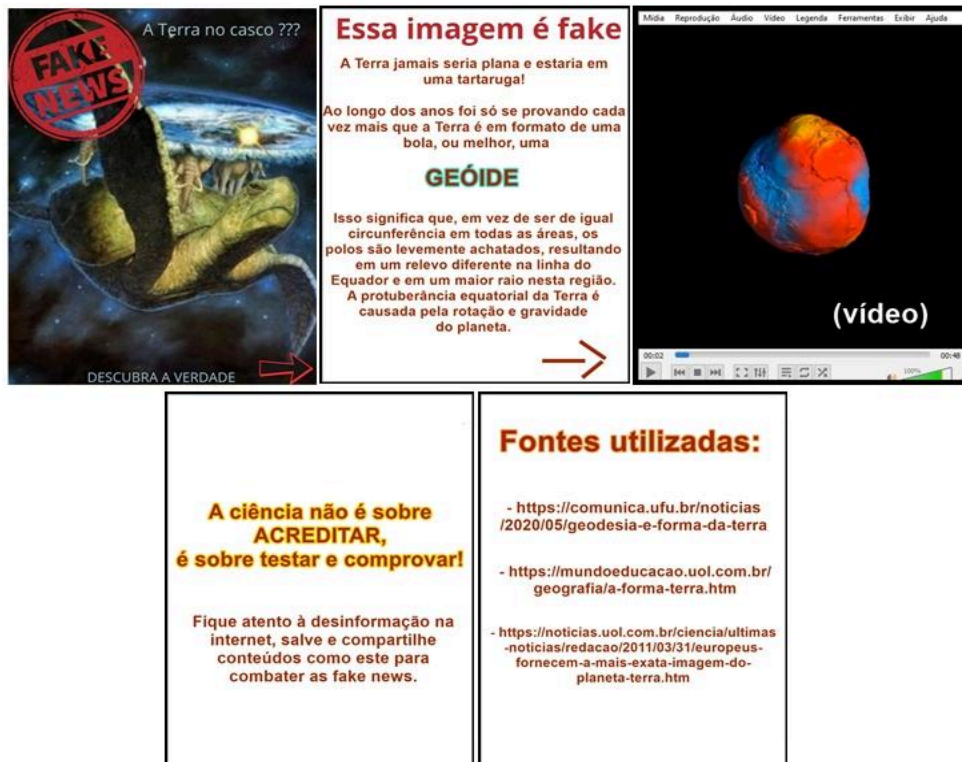 A Terra no casco ???
FAKE
NEWS
DESCUBRA A VERDADE
Essa imagem é fake
A Terra jamais seria plana e estaria em
uma tartaruga!
Ao longo dos anos foi só se provando cada
vez mais que a Terra é em formato de uma
bola, ou melhor, uma
GEÓIDE
Isso significa que, em vez de ser de igual
circunferência em todas as áreas, os
polos são levemente achatados, resultando
em um relevo diferente na linha do
Equador e em um maior raio nesta região.
A protuberância equatorial da Terra é
causada pela rotação e gravidade
do planeta.
Mídia Reprodução Áudio Vídeo Legenda Ferramentas Exibir Ajuda
(vídeo)
00:02 00:48
100%
A ciência não é sobre
ACREDITAR,
é sobre testar e comprovar!
Fique atento à desinformação na
internet, salve e compartilhe
conteúdos como este para
combater as fake news.
Fontes utilizadas:
- https://comunica.ufu.br/noticias
/2020/05/geodesia-e-forma-da-terra
- https://mundoeducacao.uol.com.br/
geografia/a-forma-terra.htm
- https://noticias.uol.com.br/ciencia/ultimas
-noticias/redacao/2011/03/31/europeus-
fornecem-a-mais-exata-imagem-do-
planeta-terra.htm